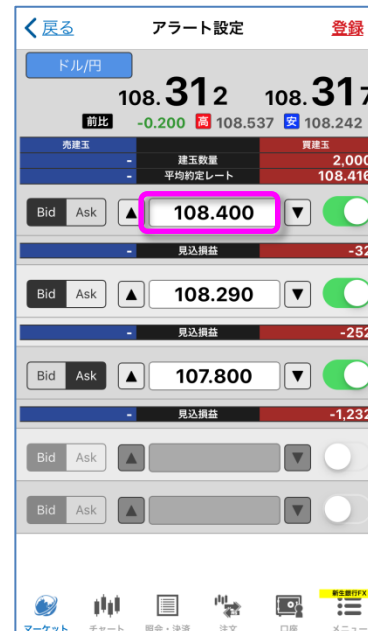 戻る アラート設定 登録
ドル/円
108.312 108.317
前比 -0.200 高 108.537 安 108.242
売建玉 買建玉
- 建玉数量 2,000
- 平均約定レート 108.416
Bid Ask ▲ 108.400 ▼
- 見込損益 -32
Bid Ask ▲ 108.290 ▼
- 見込損益 -252
Bid Ask ▲ 107.800 ▼
- 見込損益 -1,232
Bid Ask ▲ ▼
Bid Ask ▲ ▼
新生銀行FX
マーケット チャート 照会・決済 注文 口座 メニュー